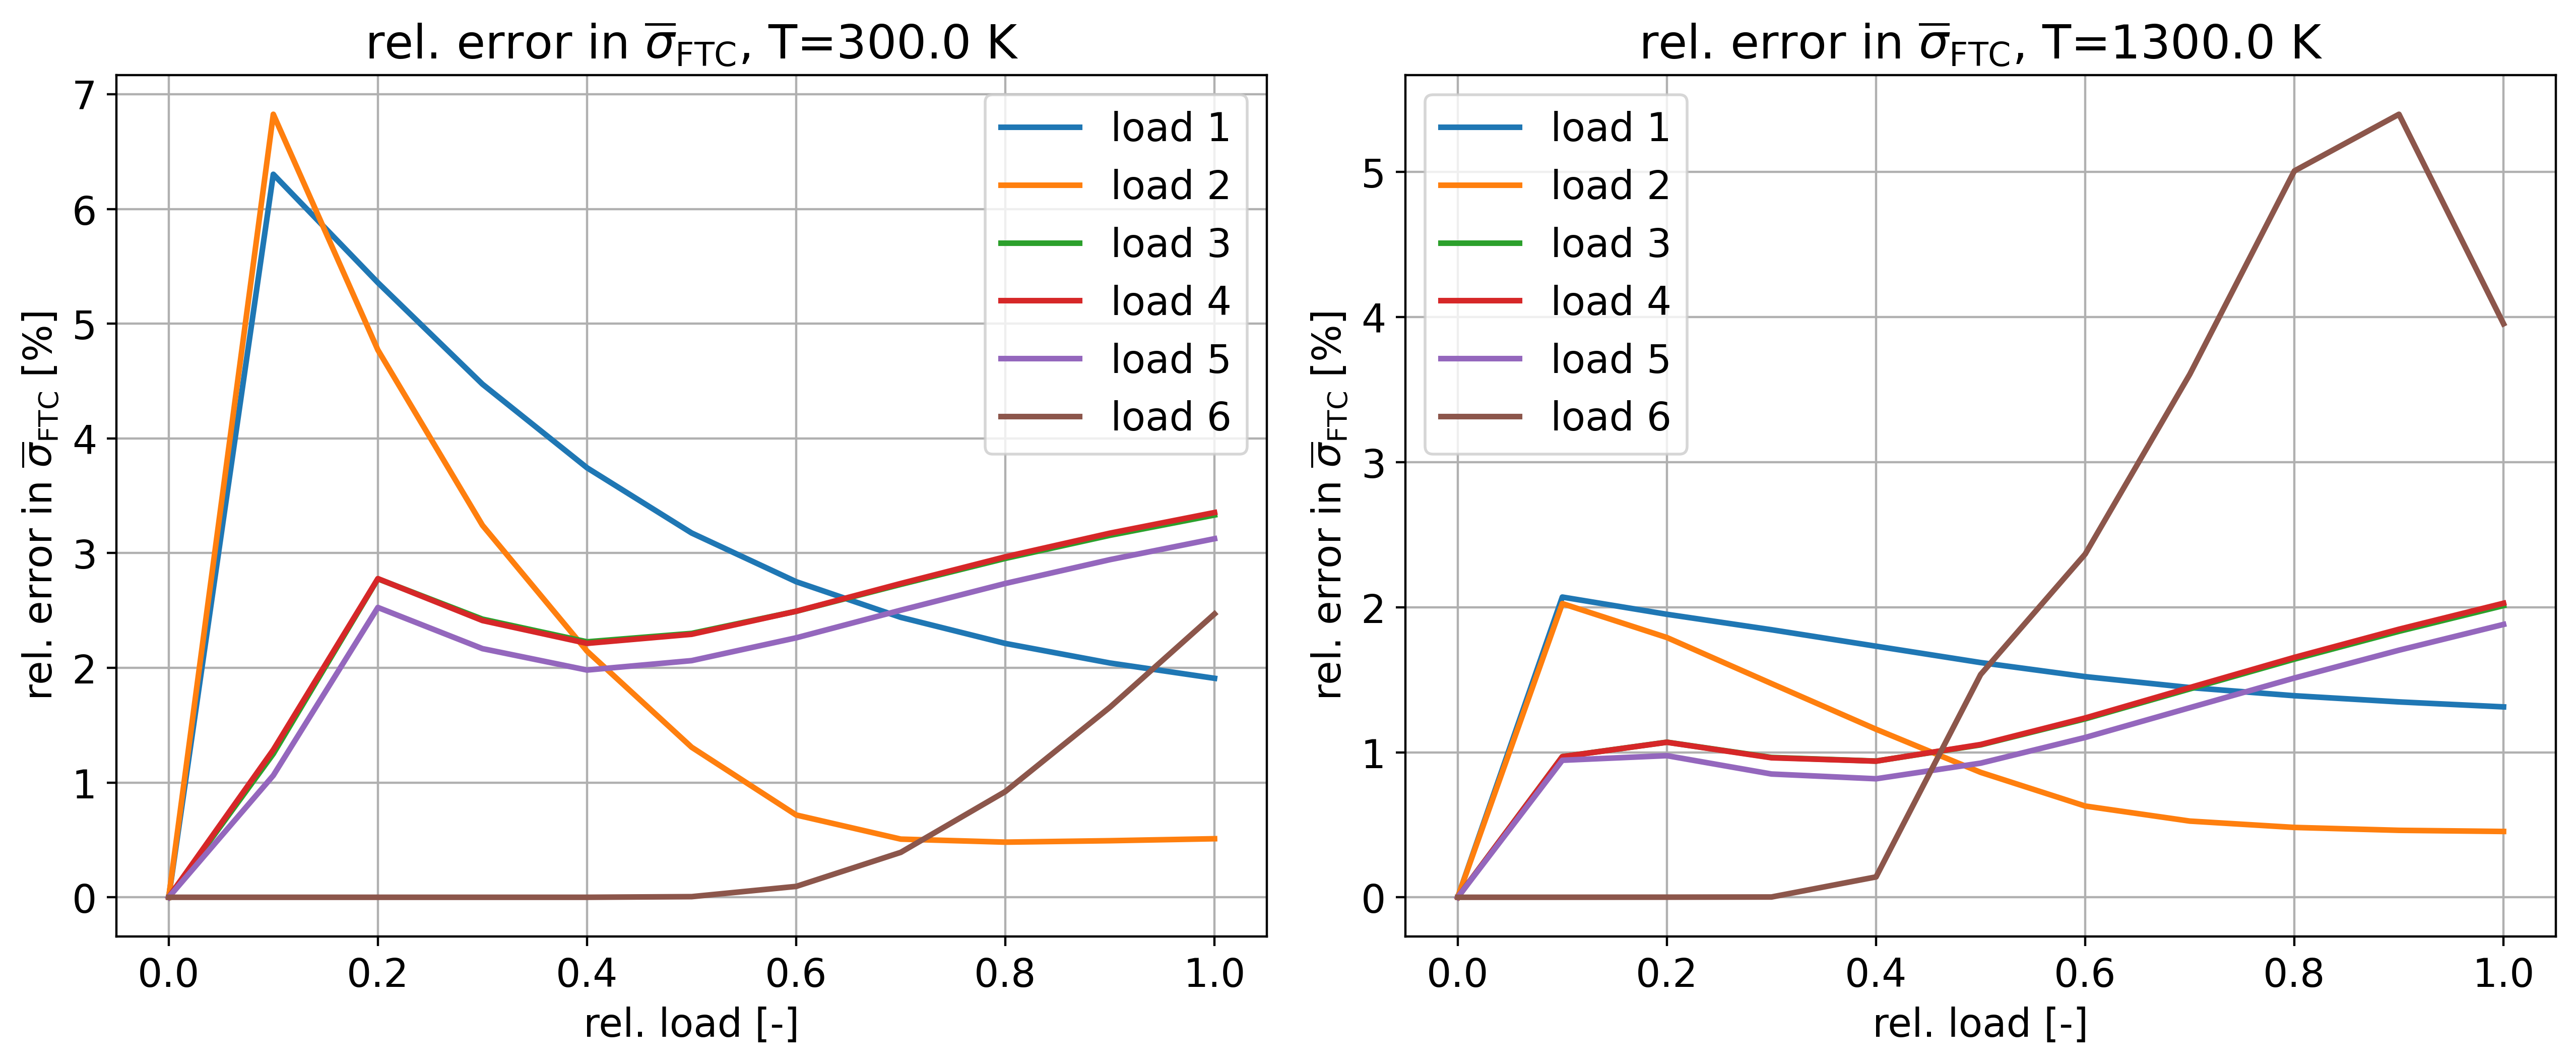 rel. error in σ̅_FTC, T=300.0 K
7
6
5
4
3
2
1
0
rel. error in σ̅_FTC [%]
load 1
load 2
load 3
load 4
load 5
load 6
0.0 0.2 0.4 0.6 0.8 1.0
rel. load [-]
rel. error in σ̅_FTC, T=1300.0 K
5
4
3
2
1
0
rel. error in σ̅_FTC [%]
load 1
load 2
load 3
load 4
load 5
load 6
0.0 0.2 0.4 0.6 0.8 1.0
rel. load [-]